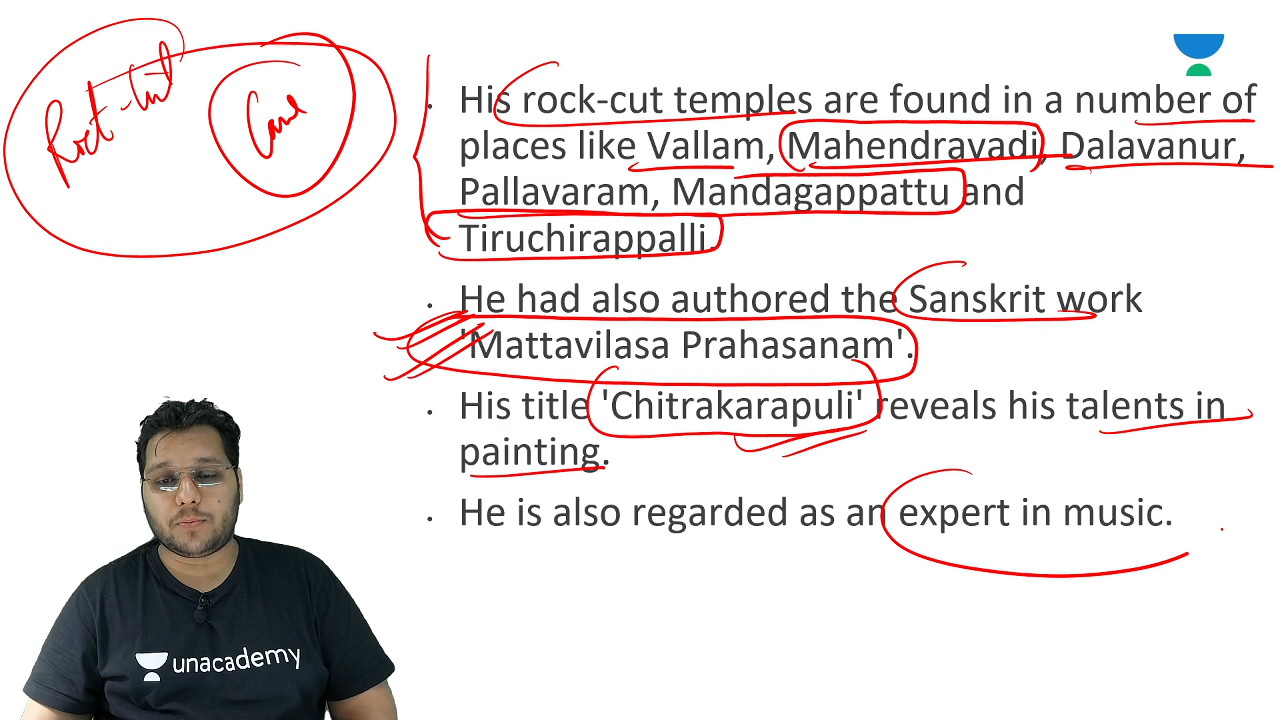 Rock-cut
Cave
. His rock-cut temples are found in a number of
places like Vallam, Mahendravadi, Dalavanur,
Pallavaram, Mandagappattu and
Tiruchirappalli.
. He had also authored the Sanskrit work
'Mattavilasa Prahasanam'.
. His title 'Chitrakarapuli' reveals his talents in
painting.
. He is also regarded as an expert in music.
unacademy